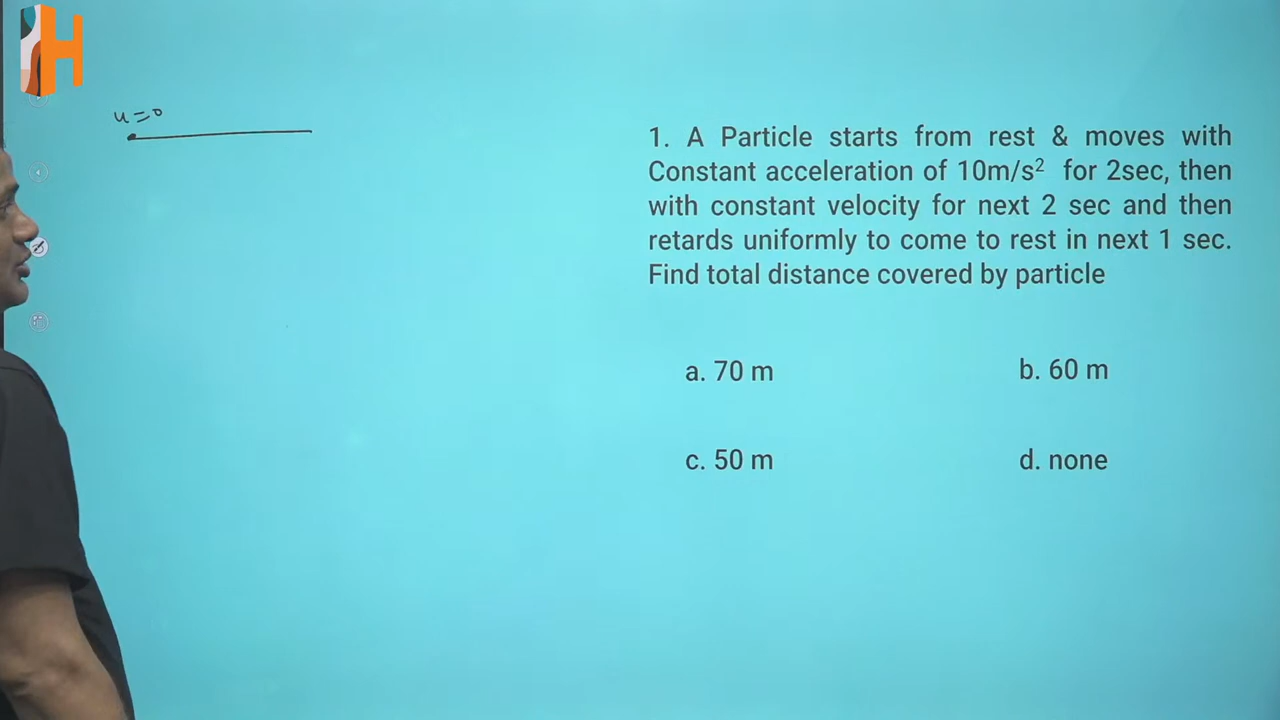 H
u=0
1. A Particle starts from rest & moves with
Constant acceleration of 10m/s² for 2sec, then
with constant velocity for next 2 sec and then
retards uniformly to come to rest in next 1 sec.
Find total distance covered by particle
a. 70 m
b. 60 m
c. 50 m
d. none